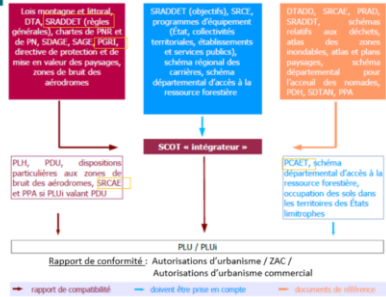 Lois montagne et littoral,
DTA, SRADDET (règles
générales), chartes de PNR et
de PN, SDAGE, SAGE, PGRI,
directive de protection et de
mise en valeur des paysages,
zones de bruit des
aérodromes
SRADDET (objectifs), SRCE,
programmes d'équipement
(État, collectivités
territoriales, établissements
et services publics), schéma
régional des
carrières, schéma
départemental d'accès à la
ressource forestière
DTADD, SRCAE, PRAD,
SRADDT, schémas
relatifs aux déchets,
atlas des zones
inondables, atlas et plans
paysages, schéma
départemental pour
l'acceuil des nomades,
PDH, SDTAN, PPA
SCOT « intégrateur »
PLH, PDU, dispositions
particulières aux zones de
bruit des aérodromes, SRCAE
et PPA si PLUi valant PDU
PCAET, schéma
départemental d'accès à la
ressource forestière,
occupation des sols dans
les territoires des États
limitrophes
PLU / PLUi
Rapport de conformité : Autorisations d'urbanisme / ZAC /
Autorisations d'urbanisme commercial
rapport de compatibilité
doivent être prise en compte
documents de référence